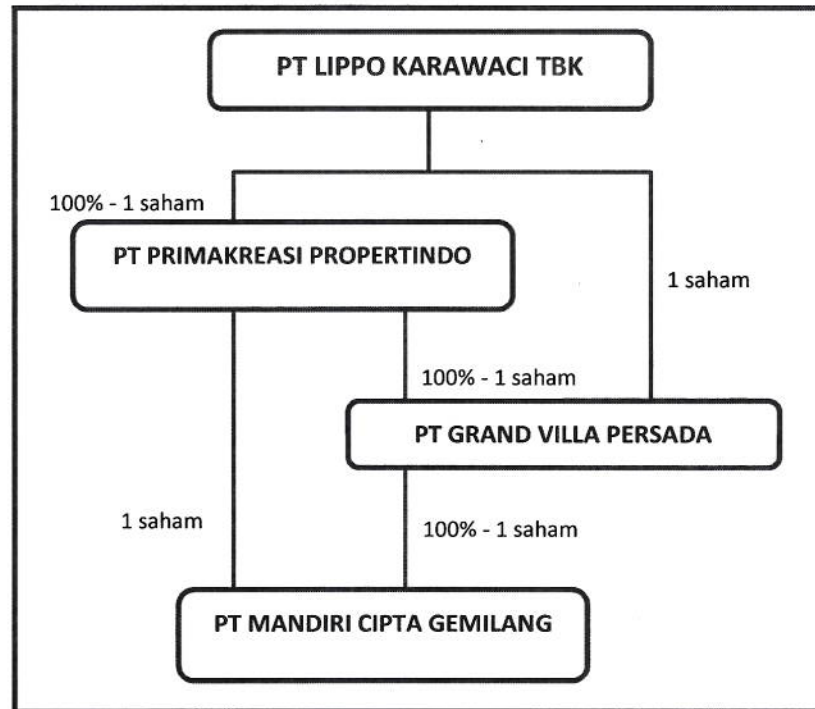 PT LIPPO KARAWACI TBK
100% - 1 saham
PT PRIMAKREASI PROPERTINDO
1 saham
100% - 1 saham
PT GRAND VILLA PERSADA
1 saham
100% - 1 saham
PT MANDIRI CIPTA GEMILANG